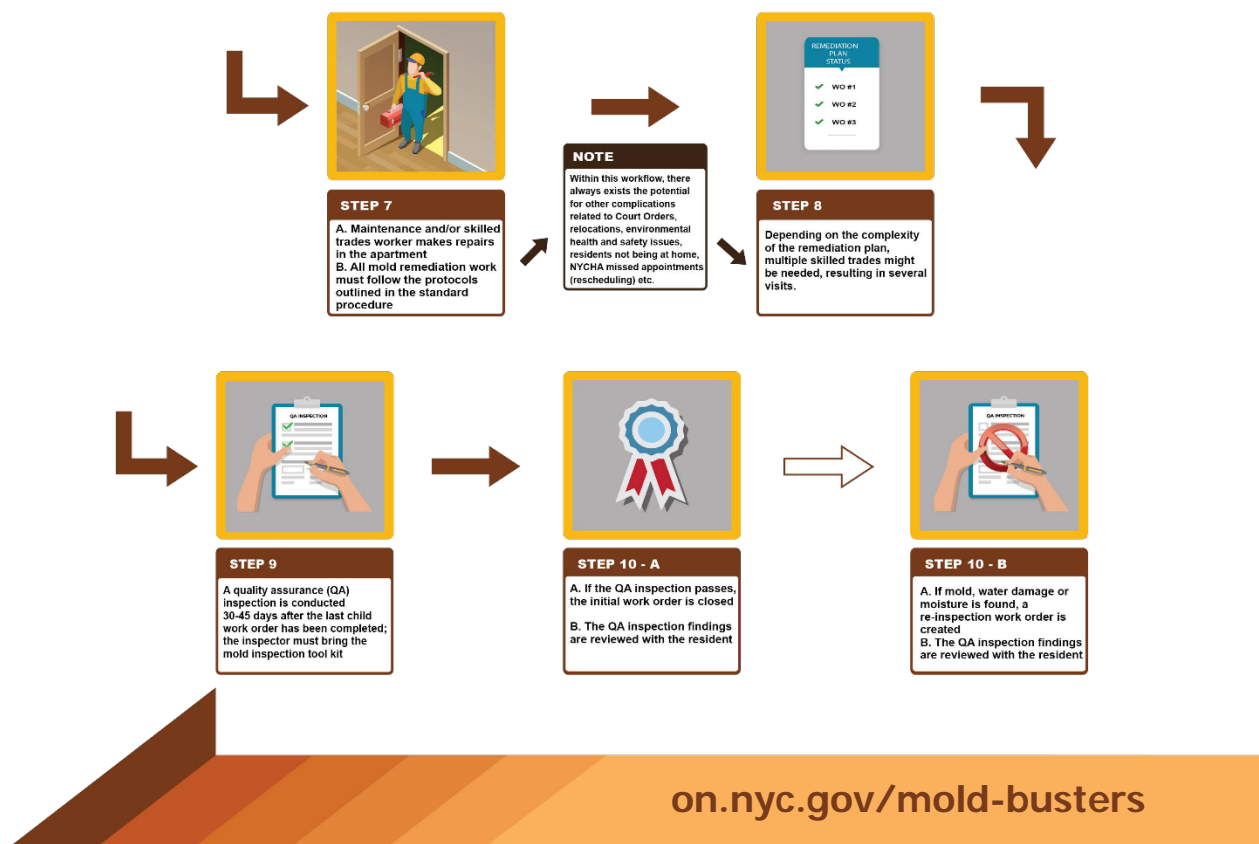 REMEDIATION
PLAN
STATUS
WO #1
WO #2
WO #3
STEP 7
A. Maintenance and/or skilled
trades worker makes repairs
in the apartment
B. All mold remediation work
must follow the protocols
outlined in the standard
procedure
NOTE
Within this workflow, there
always exists the potential
for other complications
related to Court Orders,
relocations, environmental
health and safety issues,
residents not being at home,
NYCHA missed appointments
(rescheduling) etc.
STEP 8
Depending on the complexity
of the remediation plan,
multiple skilled trades might
be needed, resulting in several
visits.
QA INSPECTION
QA INSPECTION
STEP 9
A quality assurance (QA)
inspection is conducted
30-45 days after the last child
work order has been completed;
the inspector must bring the
mold inspection tool kit
STEP 10 - A
A. If the QA inspection passes,
the initial work order is closed
B. The QA inspection findings
are reviewed with the resident
STEP 10 - B
A. If mold, water damage or
moisture is found, a
re-inspection work order is
created
B. The QA inspection findings
are reviewed with the resident
on.nyc.gov/mold-busters